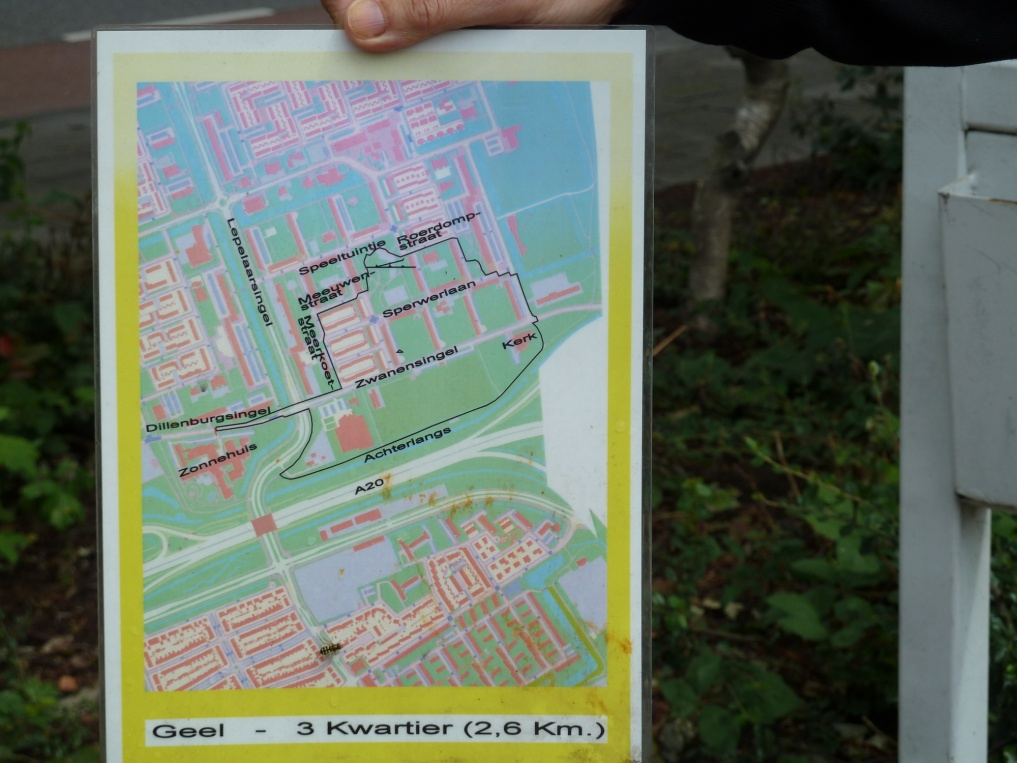 Lepelaarsingel
Roerdomp-
straat
Speeltuintje
Meeuwen-
straat
Sperwerlaan
Meerkoet-
straat
Kerk
Zwanensingel
Dillenburgsingel
Achterlangs
Zonnehuis
A20
Geel - 3 Kwartier (2,6 Km.)